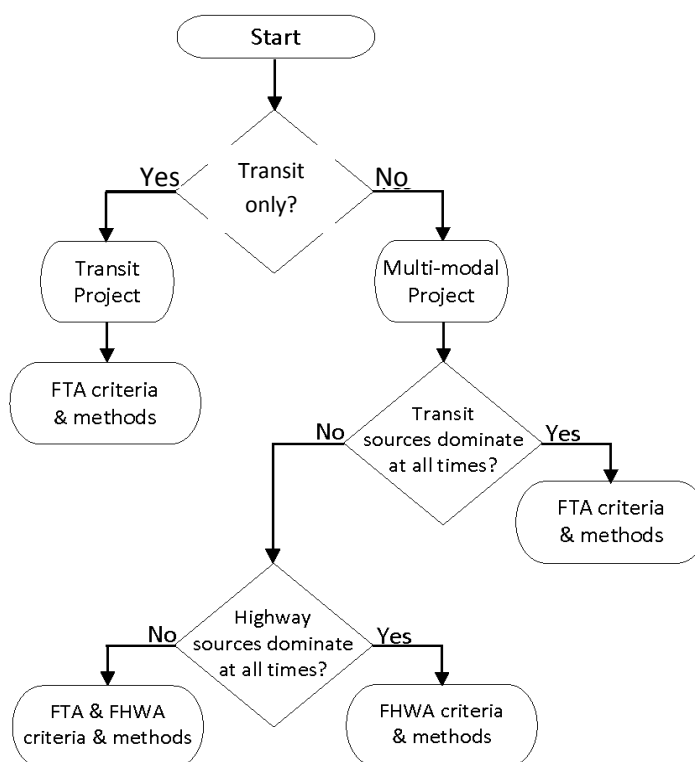 Start
Transit
only?
Yes
No
Transit
Project
Multi-modal
Project
FTA criteria
& methods
Transit
sources dominate
at all times?
No
Yes
FTA criteria
& methods
Highway
sources dominate
at all times?
No
Yes
FTA & FHWA
criteria & methods
FHWA criteria
& methods